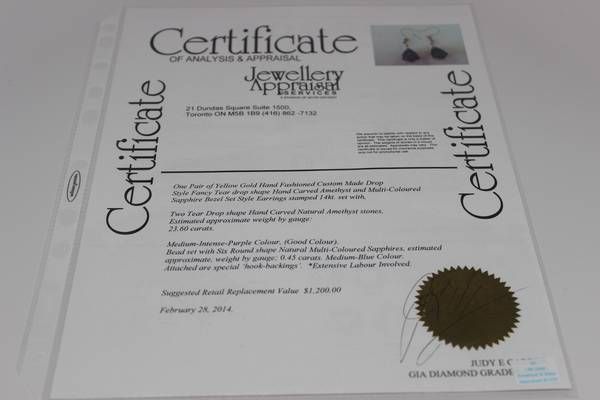 Certificate
OF ANALYSIS & APPRAISAL
Jewellery
Appraisal
SERVICES
21 Dundas Square Suite 1500,
Toronto ON M5B 1B9 (416) 862 -7132
Certificate
Certificate
One Pair of Yellow Gold Hand Fashioned Custom Made Drop
Style Fancy Tear drop shape Hand Carved Amethyst and Multi-Coloured
Sapphire Bezel Set Style Earrings stamped 14kt. set with,
Two Tear Drop shape Hand Carved Natural Amethyst stones,
Estimated approximate weight by gauge:
23.60 carats.
Medium-Intense-Purple Colour, (Good Colour).
Bead set with Six Round shape Natural Multi-Coloured Sapphires, estimated
approximate, weight by gauge; 0.45 carats. Medium-Blue Colour.
Attached are special 'hook-backings'. *Extensive Labour Involved.
Suggested Retail Replacement Value $1,200.00
February 28, 2014.
JUDY E
GIA DIAMOND GRADE